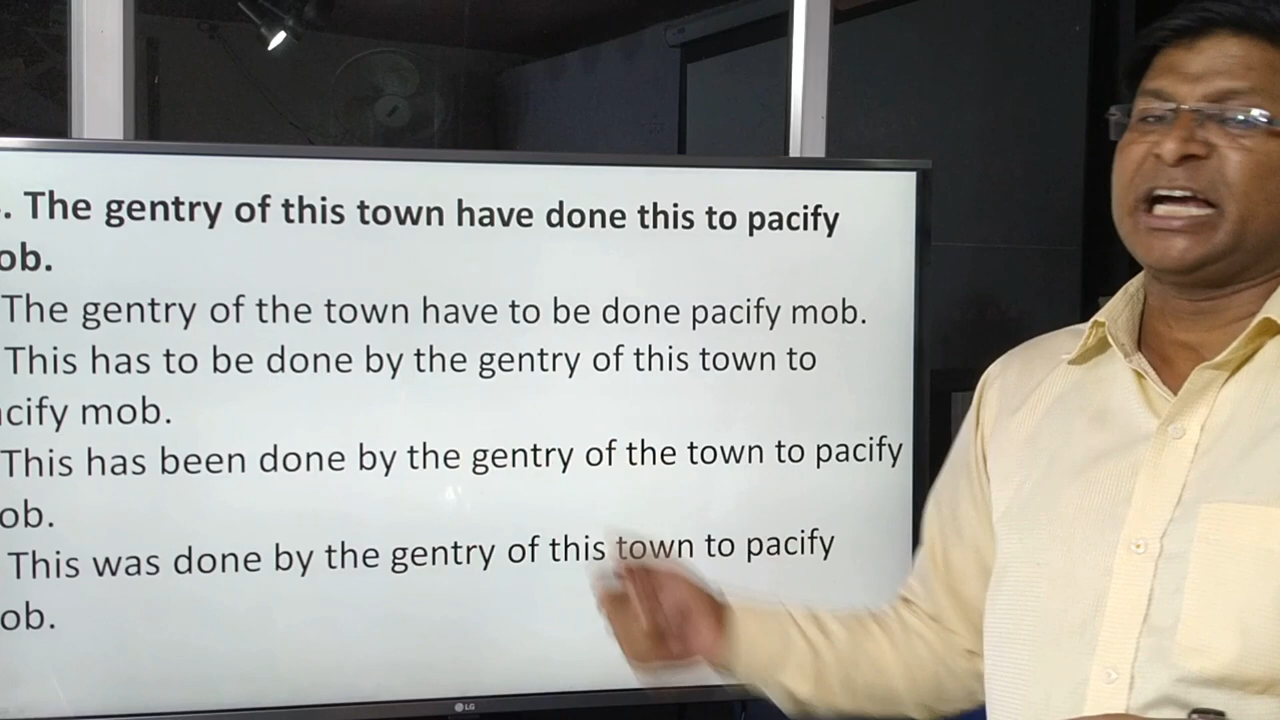 . The gentry of this town have done this to pacify
ob.
The gentry of the town have to be done pacify mob.
This has to be done by the gentry of this town to
cify mob.
This has been done by the gentry of the town to pacify
ob.
This was done by the gentry of this town to pacify
ob.
LG